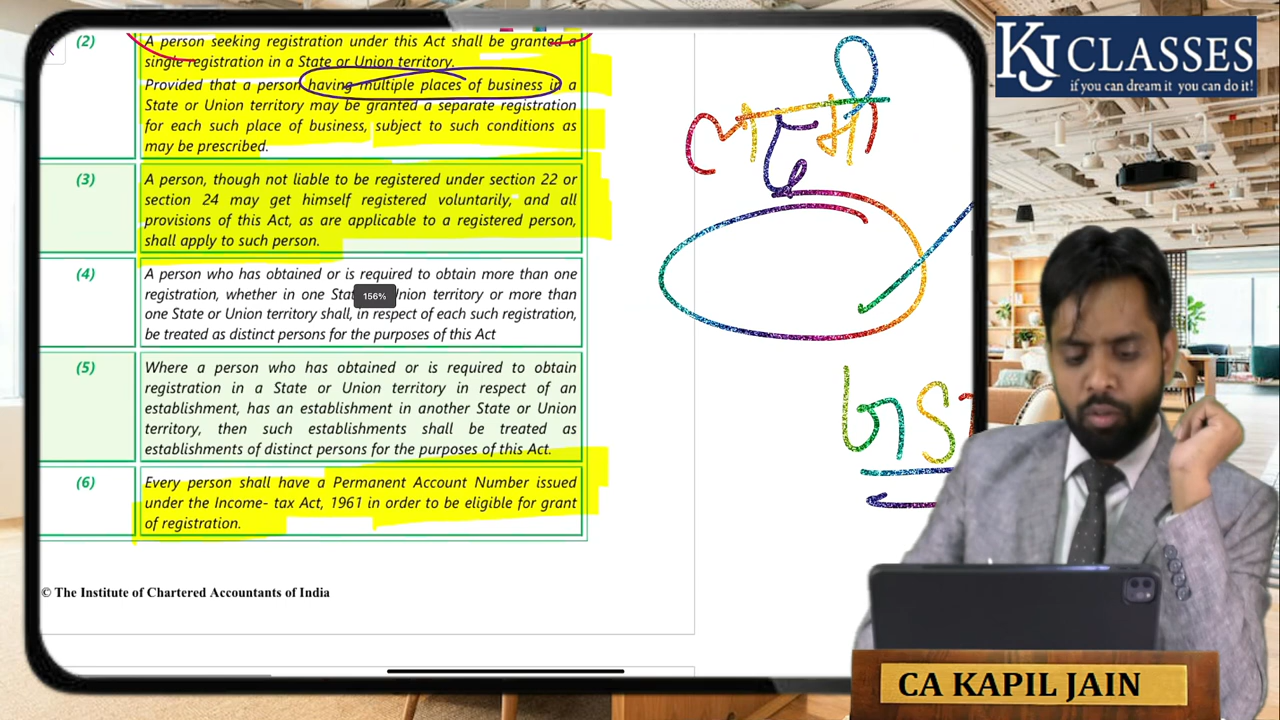 (2)
A person seeking registration under this Act shall be granted a
single registration in a State or Union territory.
Provided that a person having multiple places of business in a
State or Union territory may be granted a separate registration
for each such place of business, subject to such conditions as
may be prescribed.
(3)
A person, though not liable to be registered under section 22 or
section 24 may get himself registered voluntarily, and all
provisions of this Act, as are applicable to a registered person,
shall apply to such person.
(4)
A person who has obtained or is required to obtain more than one
registration, whether in one Union territory or more than
one State or Union territory shall, in respect of each such registration,
be treated as distinct persons for the purposes of this Act
156%
(5)
Where a person who has obtained or is required to obtain
registration in a State or Union territory in respect of an
establishment, has an establishment in another State or Union
territory, then such establishments shall be treated as
establishments of distinct persons for the purposes of this Act.
(6)
Every person shall have a Permanent Account Number issued
under the Income- tax Act, 1961 in order to be eligible for grant
of registration.
© The Institute of Chartered Accountants of India
KJ CLASSES
if you can dream it you can do it!
CA KAPIL JAIN